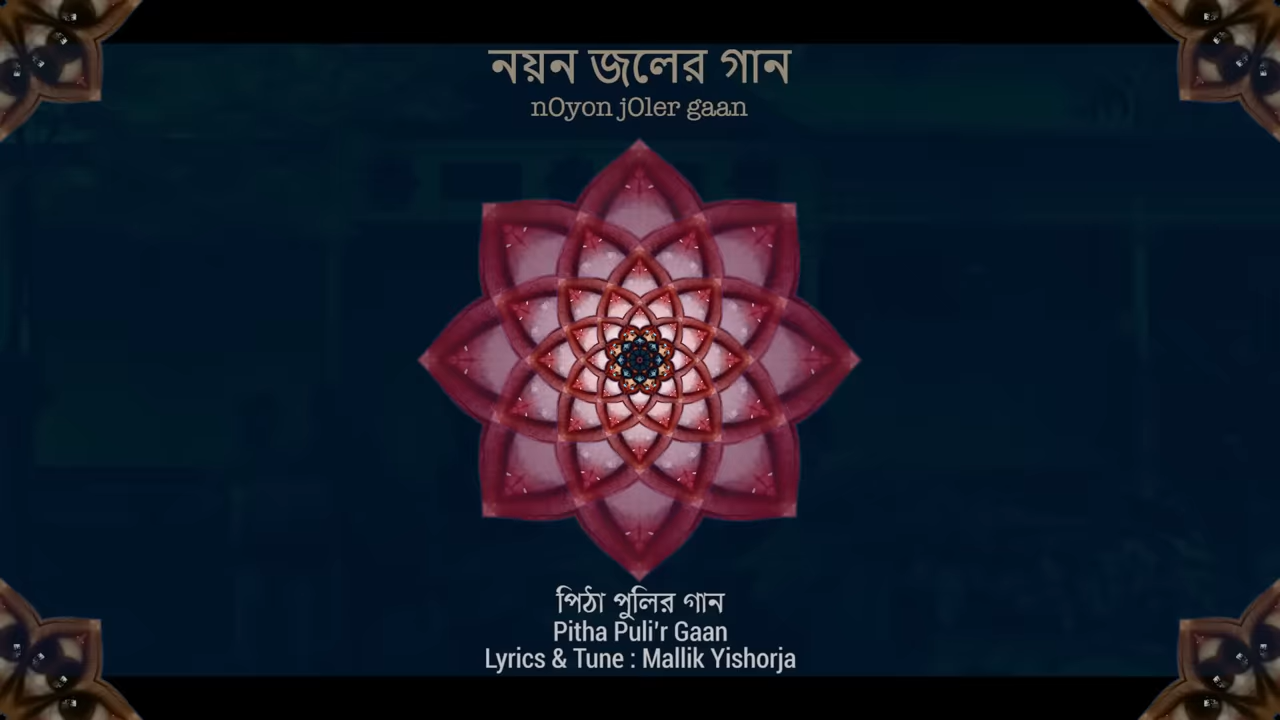 নয়ন জলের গান
nOyon jOler gaan
পিঠা পুলির গান
Pitha Puli'r Gaan
Lyrics & Tune : Mallik Yishorja